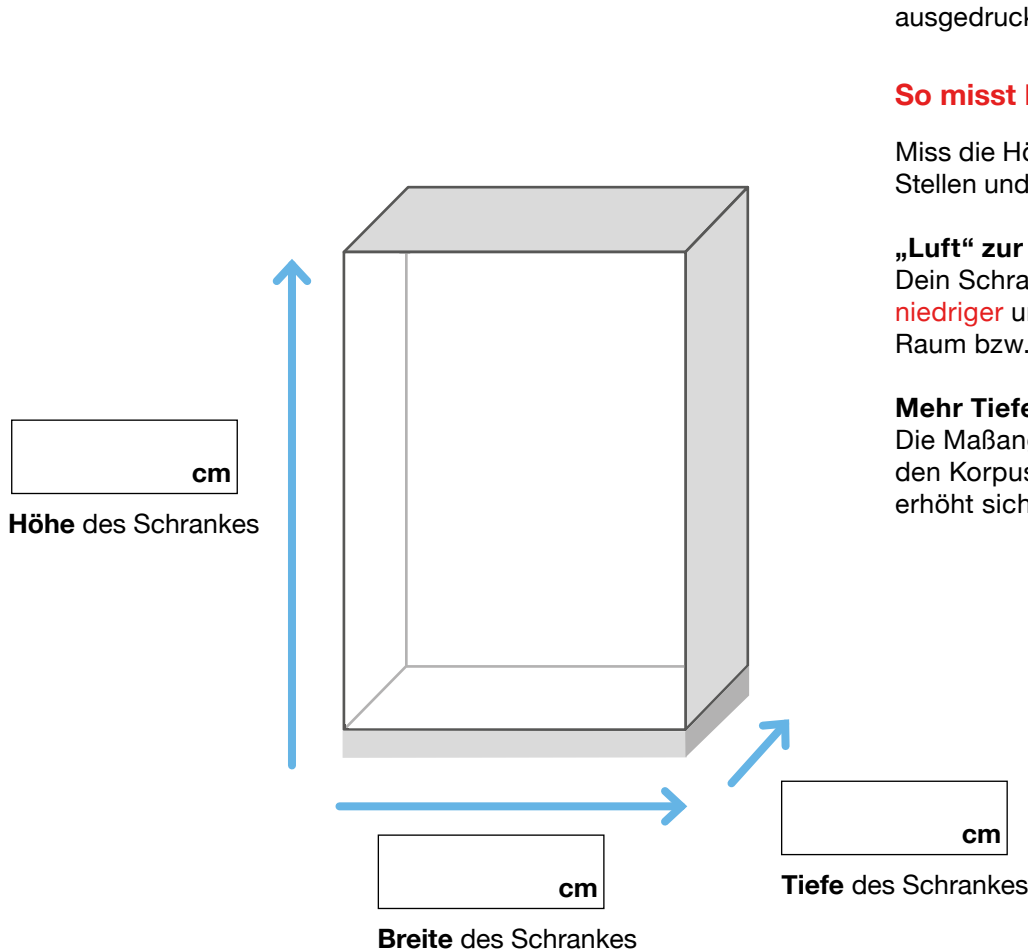 ausgedruck
So misst
Miss die Hö
Stellen und
„Luft“ zur
Dein Schra
niedriger u
Raum bzw.
Mehr Tiefe
Die Maßan
den Korpus
erhöht sich
cm
Höhe des Schrankes
cm
Tiefe des Schrankes
cm
Breite des Schrankes